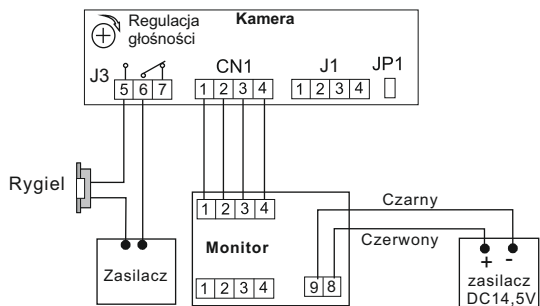 Kamera
Regulacja
głośności
J3
CN1
J1
JP1
5 6 7
1 2 3 4
1 2 3 4
Rygiel
1 2 3 4
Czarny
Monitor
Czerwony
9 8
+ -
Zasilacz
1 2 3 4
zasilacz
DC14,5V